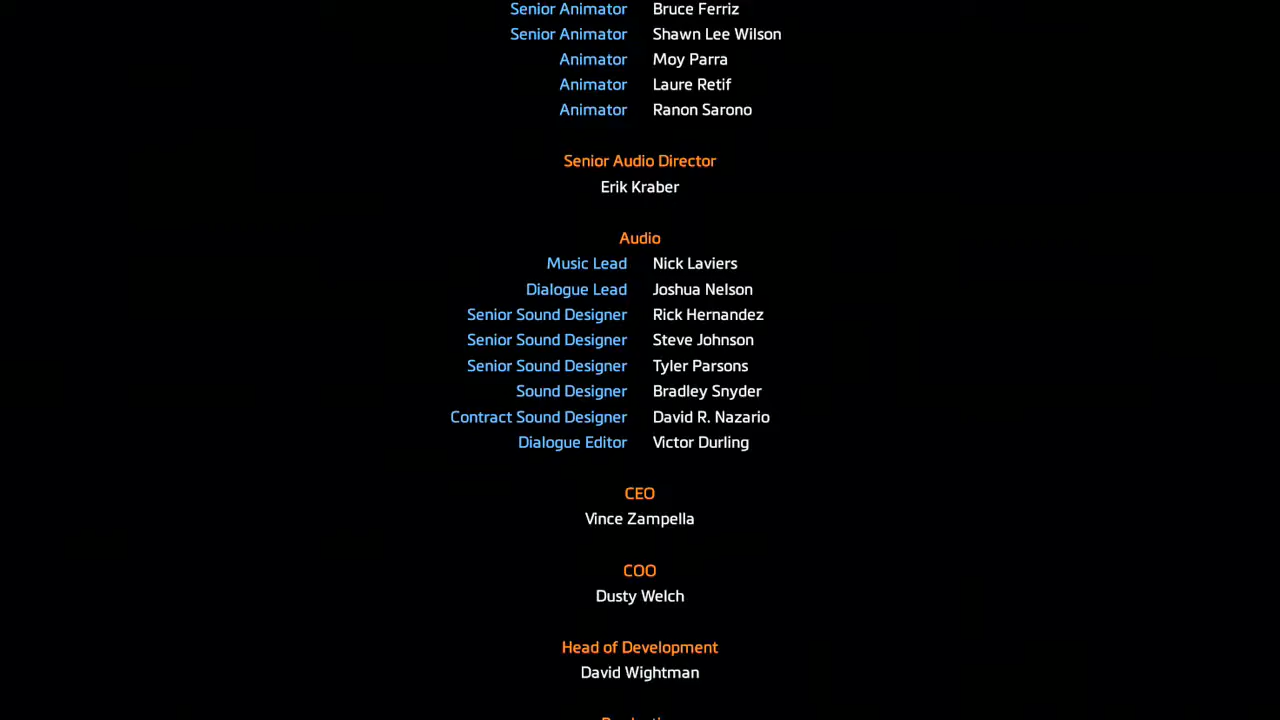 Senior Animator Bruce Ferriz
Senior Animator Shawn Lee Wilson
Animator Moy Parra
Animator Laure Retif
Animator Ranon Sarono
Senior Audio Director
Erik Kraber
Audio
Music Lead Nick Laviers
Dialogue Lead Joshua Nelson
Senior Sound Designer Rick Hernandez
Senior Sound Designer Steve Johnson
Senior Sound Designer Tyler Parsons
Sound Designer Bradley Snyder
Contract Sound Designer David R. Nazario
Dialogue Editor Victor Durling
CEO
Vince Zampella
COO
Dusty Welch
Head of Development
David Wightman